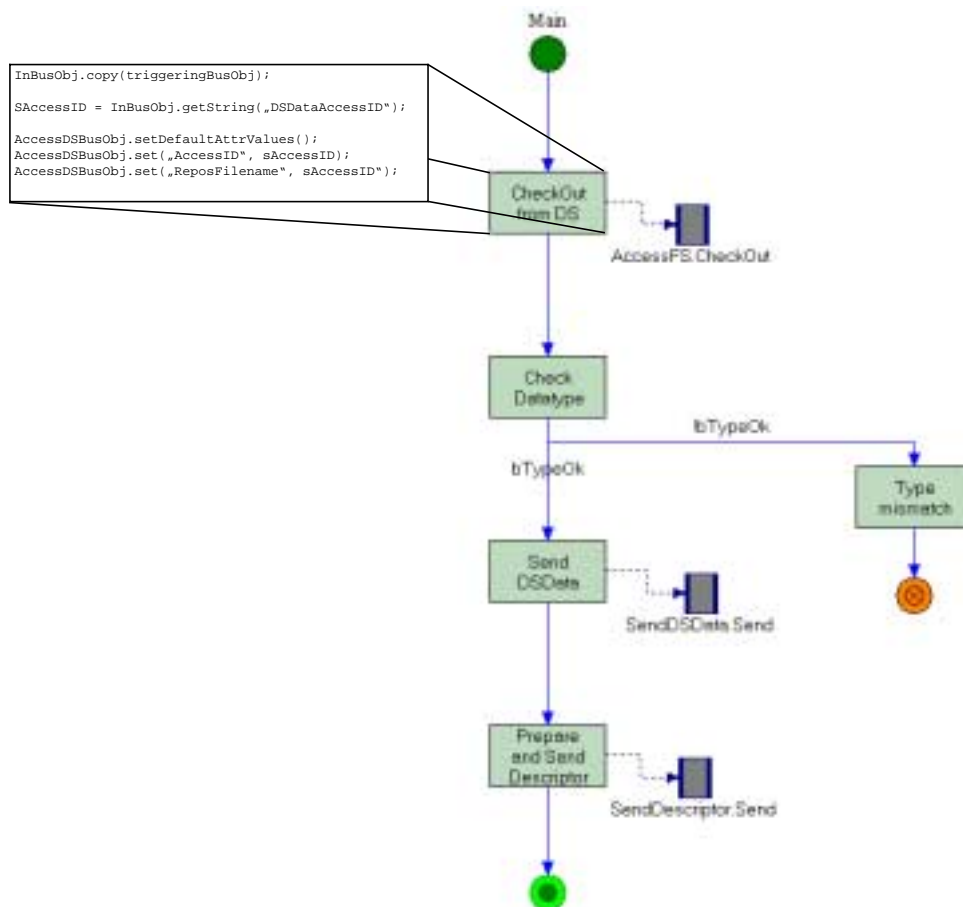 Main
InBusObj.copy(triggeringBusObj);
SAccessID = InBusObj.getString(„DSDataAccessID“);
AccessDSBusObj.setDefaultAttrValues();
AccessDSBusObj.set(„AccessID“, sAccessID);
AccessDSBusObj.set(„ReposFilename“, sAccessID“);
CheckOut
from DS
AccessFS.CheckOut
Check
Datatype
!bTypeOk
bTypeOk
Type
mismatch
Send
DSData
SendDSData.Send
Prepare
and Send
Descriptor
SendDescriptor.Send